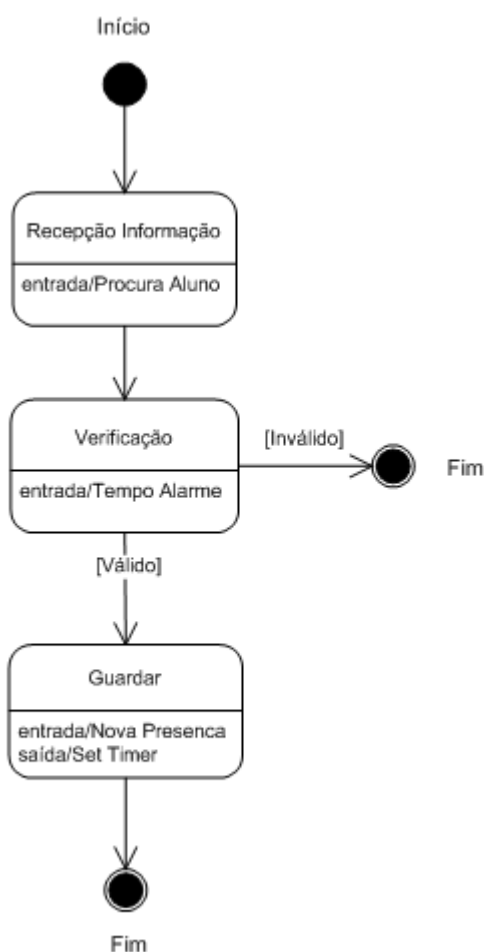 Início
Recepção Informação
entrada/Procura Aluno
Verificação
entrada/Tempo Alarme
[Inválido]
Fim
[Válido]
Guardar
entrada/Nova Presenca
saída/Set Timer
Fim